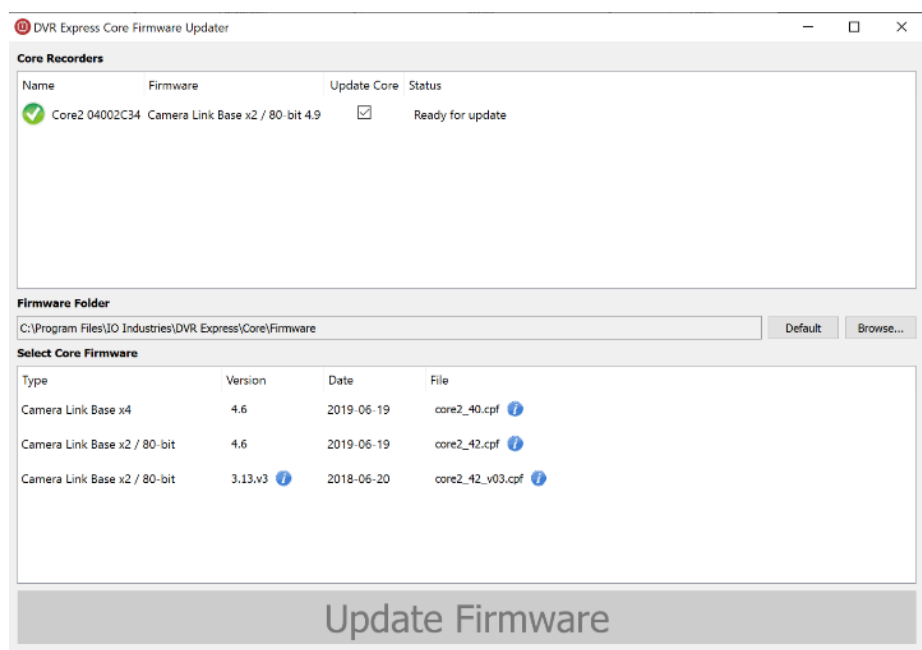 DVR Express Core Firmware Updater
Core Recorders
Name Firmware Update Core Status
Core2 04002C34 Camera Link Base x2 / 80-bit 4.9 Ready for update
Firmware Folder
C:\Program Files\IO Industries\DVR Express\Core\Firmware Default Browse...
Select Core Firmware
Type Version Date File
Camera Link Base x4 4.6 2019-06-19 core2_40.cpf
Camera Link Base x2 / 80-bit 4.6 2019-06-19 core2_42.cpf
Camera Link Base x2 / 80-bit 3.13.v3 2018-06-20 core2_42_v03.cpf
Update Firmware